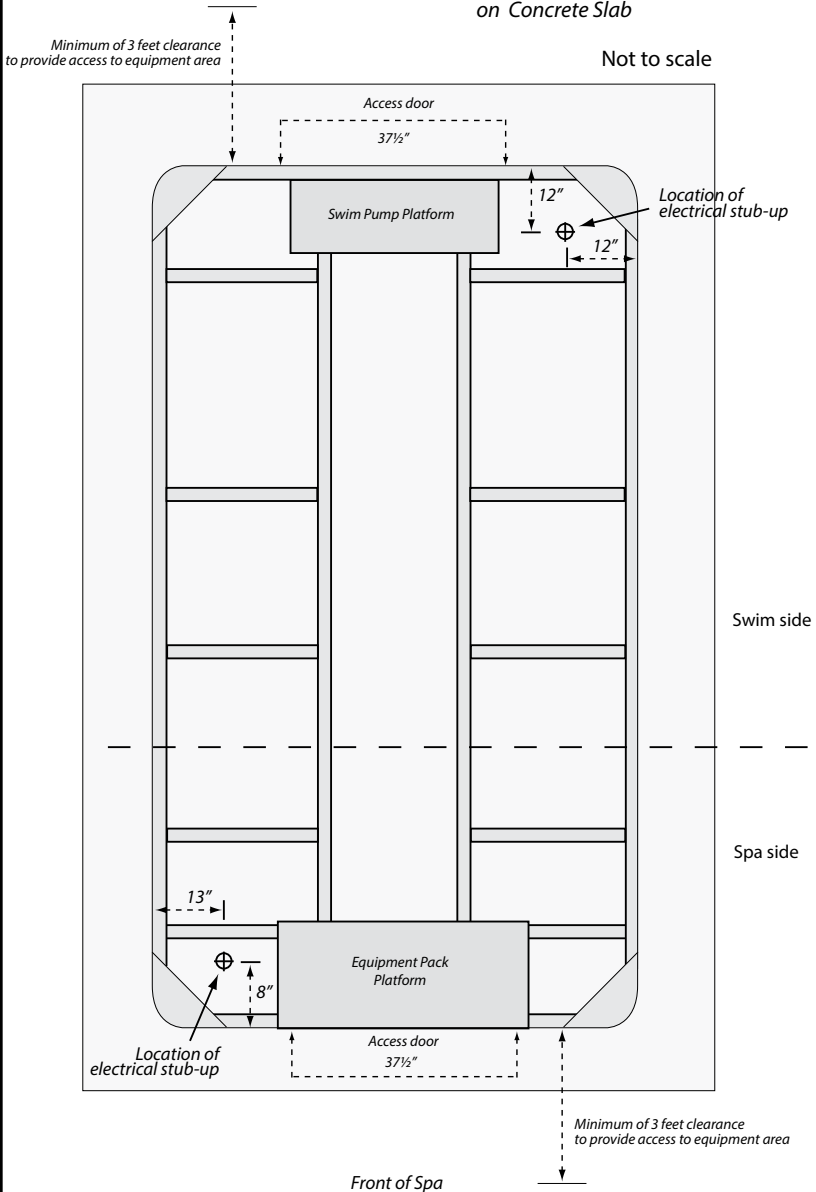 on Concrete Slab
Minimum of 3 feet clearance
to provide access to equipment area
Not to scale
Access door
37½”
Swim Pump Platform
12”
Location of
electrical stub-up
12”
Swim side
Spa side
13”
Equipment Pack
Platform
8”
Location of
electrical stub-up
Access door
37½”
Minimum of 3 feet clearance
to provide access to equipment area
Front of Spa